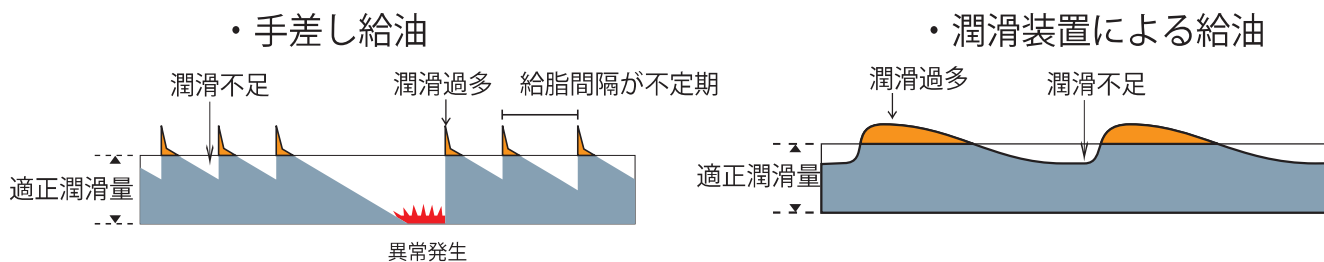 ・手差し給油
潤滑不足
潤滑過多
給脂間隔が不定期
適正潤滑量
異常発生
・潤滑装置による給油
潤滑過多
潤滑不足
適正潤滑量